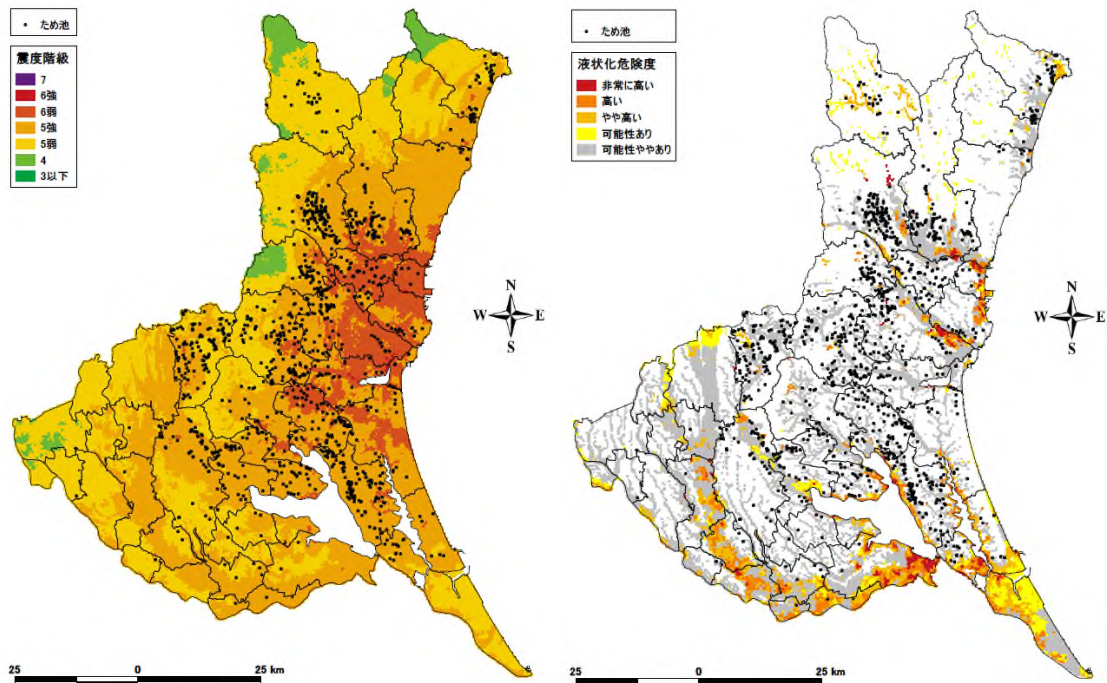 ため池
震度階級
7
6強
6弱
5強
5弱
4
3以下
N
W E
S
25 0 25 km
ため池
液状化危険度
非常に高い
高い
やや高い
可能性あり
可能性ややあり
N
W E
S
25 0 25 km